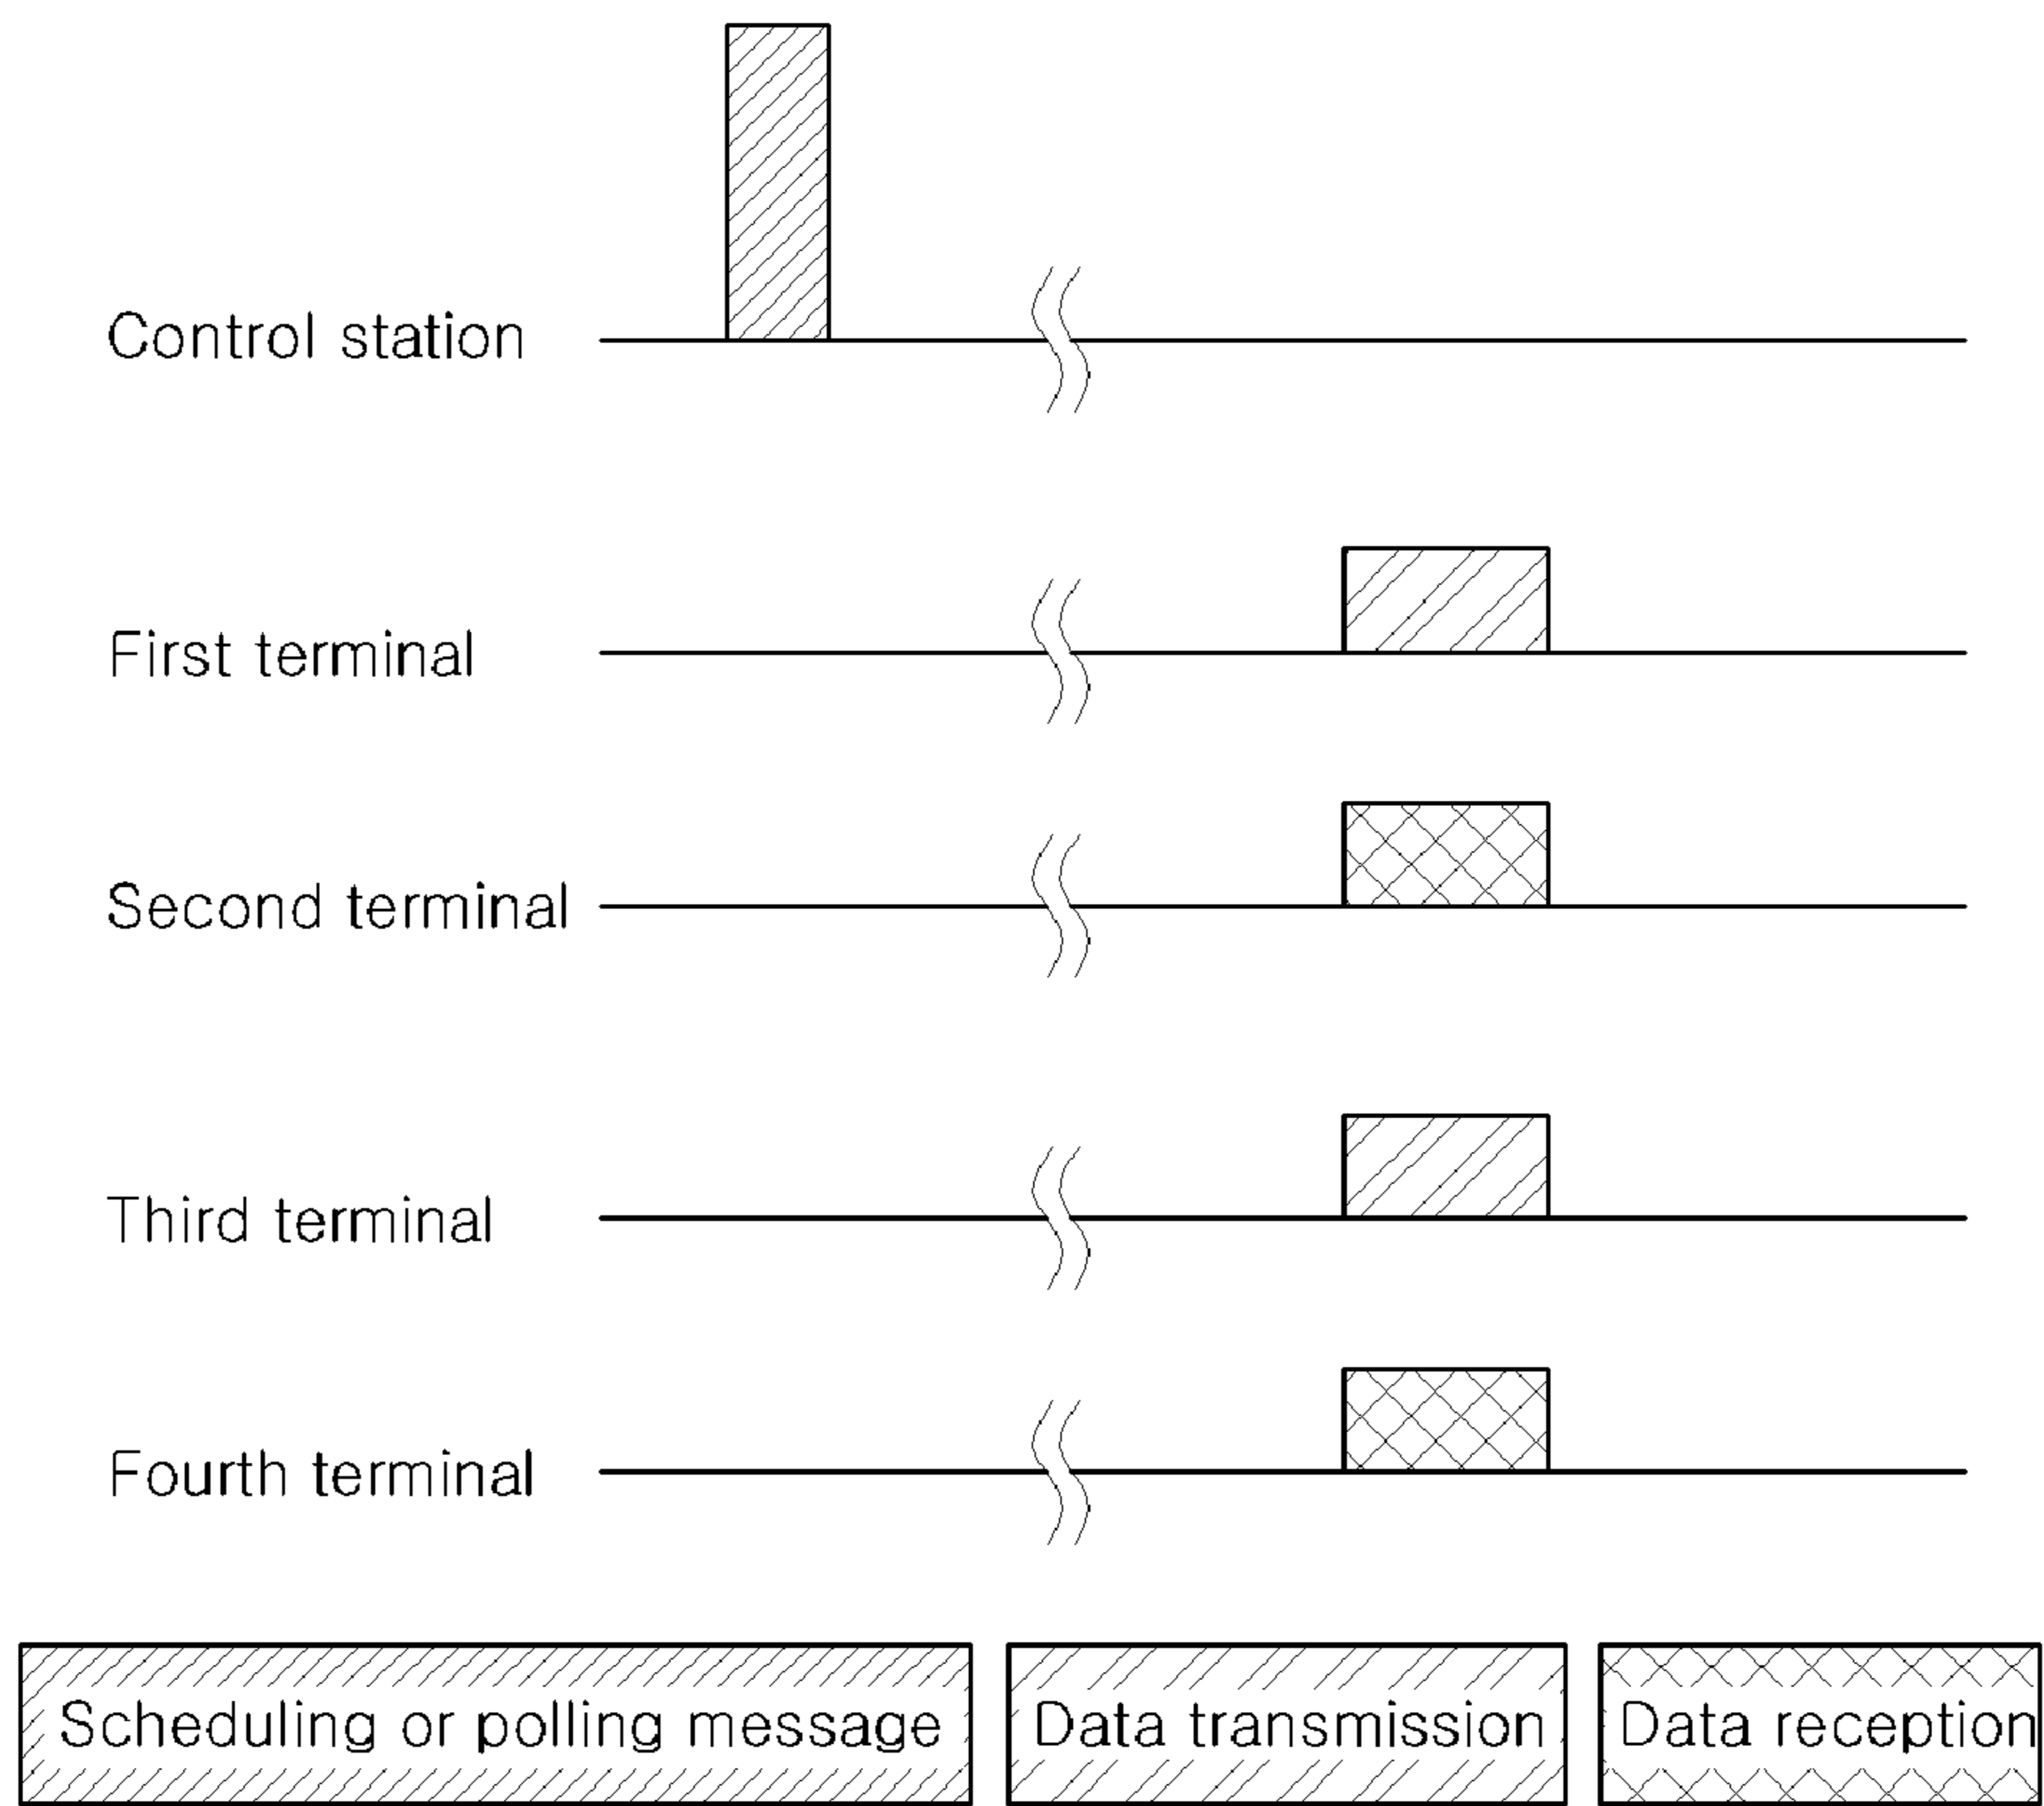 Control station
First terminal
Second terminal
Third terminal
Fourth terminal
Scheduling or polling message
Data transmission
Data reception